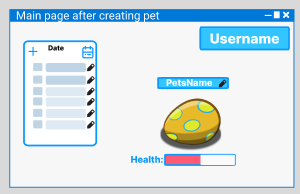 Main page after creating pet
Username
Date
PetsName
Health: